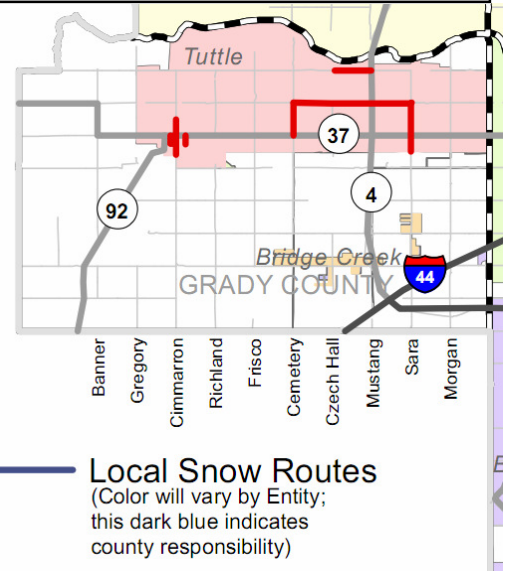 Tuttle
37
4
92
Bridge Creek
44
GRADY COUNTY
Banner
Gregory
Cimmarron
Richland
Frisco
Cemetery
Czech Hall
Mustang
Sara
Morgan
Local Snow Routes
(Color will vary by Entity;
this dark blue indicates
county responsibility)